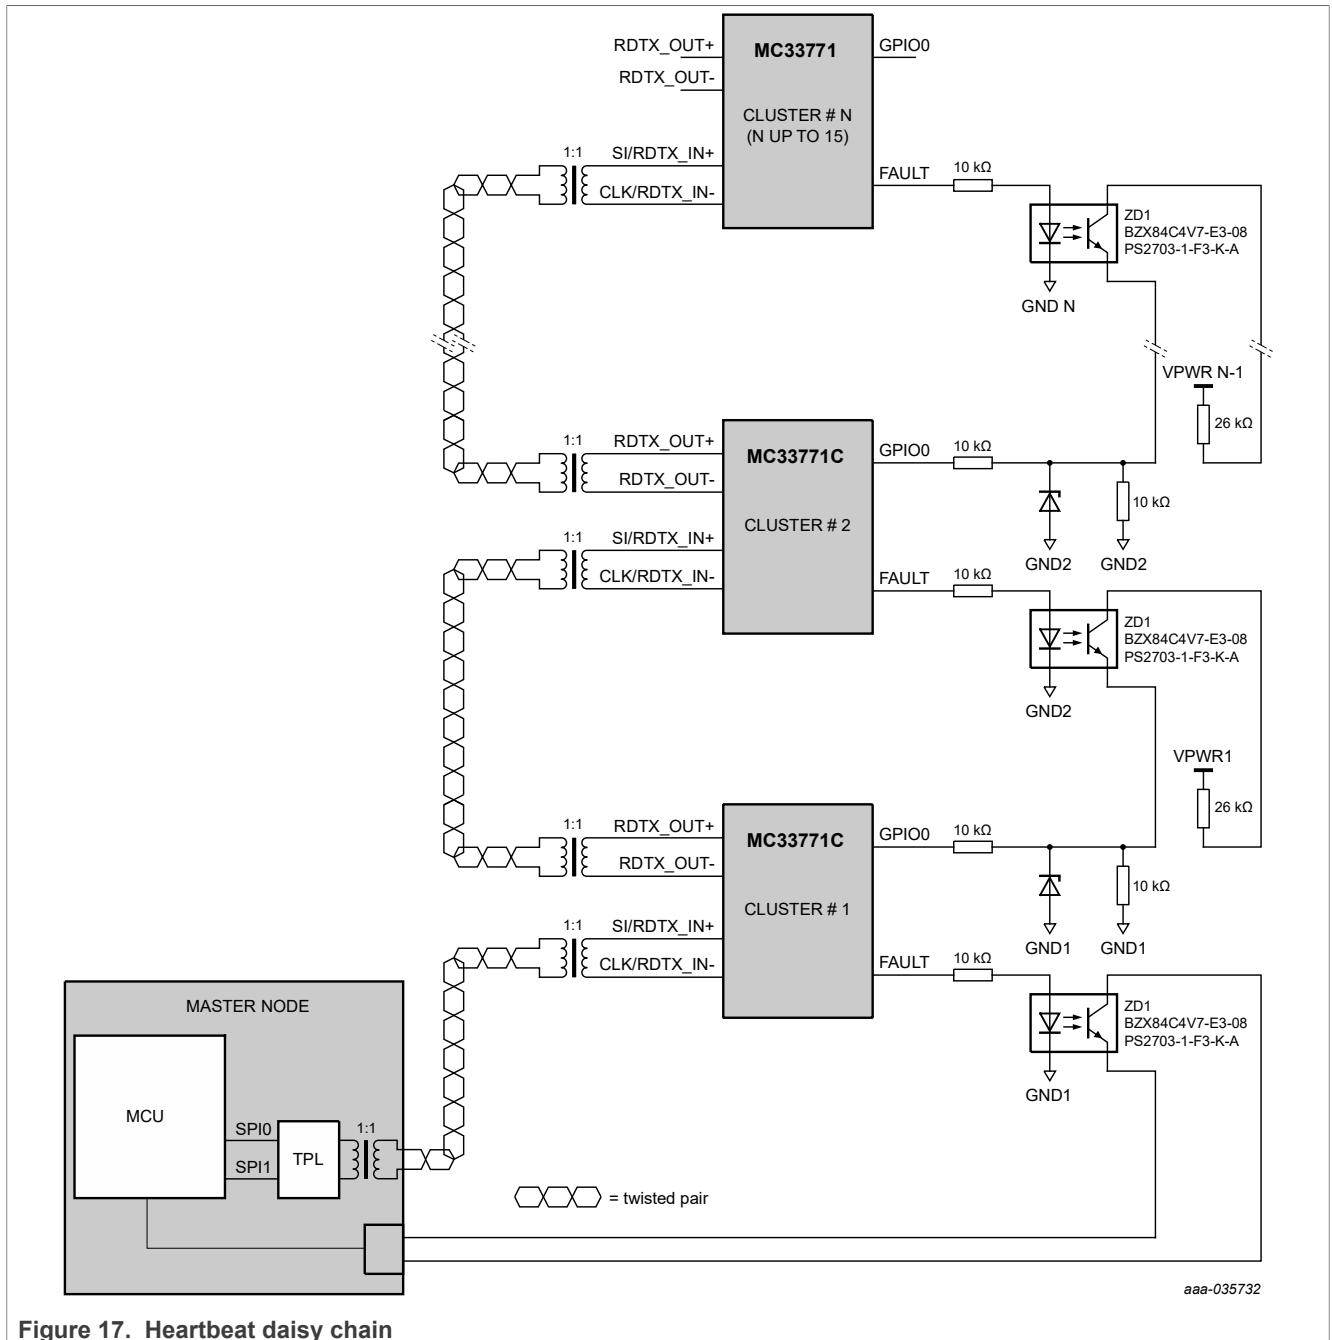 RDTX_OUT+
MC33771
GPIO0
RDTX_OUT-
CLUSTER # N
(N UP TO 15)
1:1
SI/RDTX_IN+
FAULT
10 kΩ
CLK/RDTX_IN-
ZD1
BZX84C4V7-E3-08
PS2703-1-F3-K-A
GND N
VPWR N-1
26 kΩ
1:1
RDTX_OUT+
MC33771C
GPIO0
10 kΩ
RDTX_OUT-
10 kΩ
CLUSTER # 2
1:1
SI/RDTX_IN+
GND2
GND2
CLK/RDTX_IN-
FAULT
10 kΩ
ZD1
BZX84C4V7-E3-08
PS2703-1-F3-K-A
GND2
VPWR1
26 kΩ
1:1
RDTX_OUT+
MC33771C
GPIO0
10 kΩ
RDTX_OUT-
10 kΩ
CLUSTER # 1
1:1
SI/RDTX_IN+
GND1
GND1
CLK/RDTX_IN-
FAULT
10 kΩ
MASTER NODE
ZD1
BZX84C4V7-E3-08
PS2703-1-F3-K-A
GND1
MCU
SPI0
1:1
TPL
SPI1
= twisted pair
aaa-035732
Figure 17. Heartbeat daisy chain